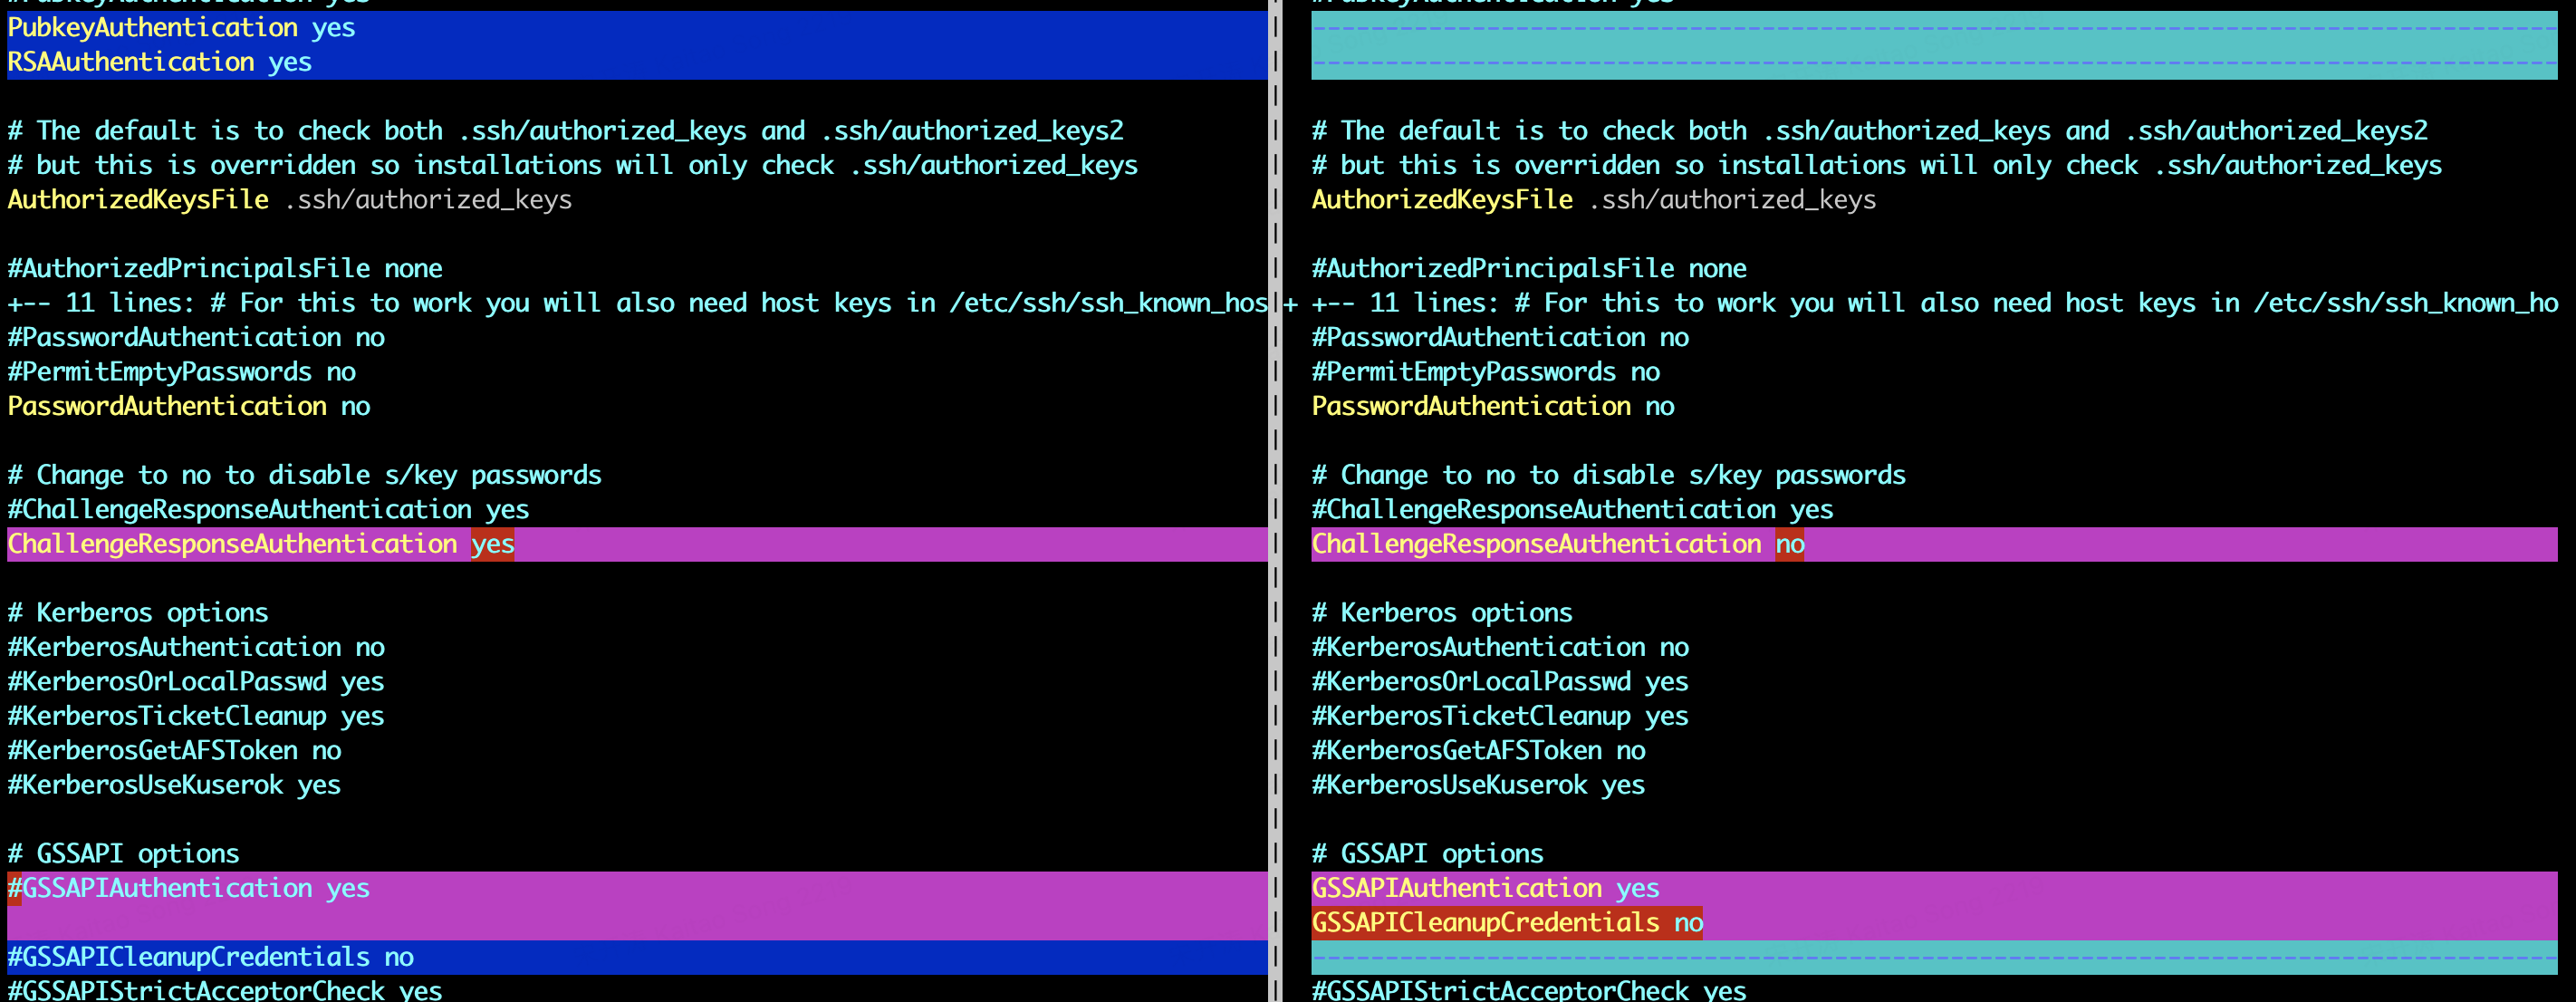 #PubkeyAuthentication yes
PubkeyAuthentication yes
RSAAuthentication yes

# The default is to check both .ssh/authorized_keys and .ssh/authorized_keys2
# but this is overridden so installations will only check .ssh/authorized_keys
AuthorizedKeysFile .ssh/authorized_keys

#AuthorizedPrincipalsFile none
+-- 11 lines: # For this to work you will also need host keys in /etc/ssh/ssh_known_hos
#PasswordAuthentication no
#PermitEmptyPasswords no
PasswordAuthentication no

# Change to no to disable s/key passwords
#ChallengeResponseAuthentication yes
ChallengeResponseAuthentication yes

# Kerberos options
#KerberosAuthentication no
#KerberosOrLocalPasswd yes
#KerberosTicketCleanup yes
#KerberosGetAFSToken no
#KerberosUseKuserok yes

# GSSAPI options
#GSSAPIAuthentication yes

#GSSAPICleanupCredentials no
#GSSAPIStrictAcceptorCheck yes

#PubkeyAuthentication yes

# The default is to check both .ssh/authorized_keys and .ssh/authorized_keys2
# but this is overridden so installations will only check .ssh/authorized_keys
AuthorizedKeysFile .ssh/authorized_keys

#AuthorizedPrincipalsFile none
+ +-- 11 lines: # For this to work you will also need host keys in /etc/ssh/ssh_known_ho
#PasswordAuthentication no
#PermitEmptyPasswords no
PasswordAuthentication no

# Change to no to disable s/key passwords
#ChallengeResponseAuthentication yes
ChallengeResponseAuthentication no

# Kerberos options
#KerberosAuthentication no
#KerberosOrLocalPasswd yes
#KerberosTicketCleanup yes
#KerberosGetAFSToken no
#KerberosUseKuserok yes

# GSSAPI options
GSSAPIAuthentication yes
GSSAPICleanupCredentials no
#GSSAPIStrictAcceptorCheck yes